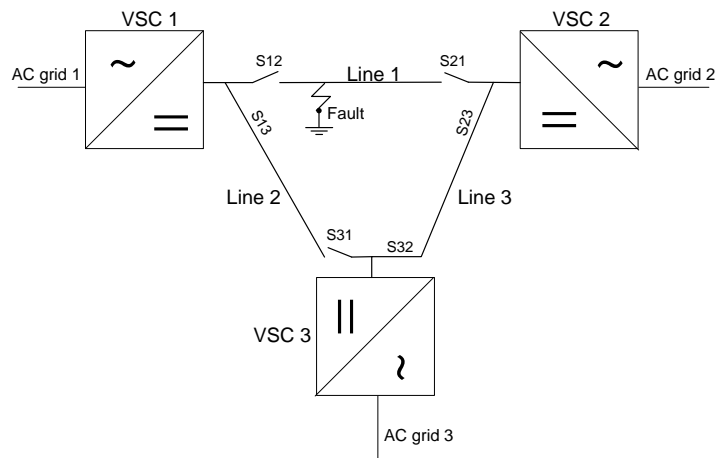 VSC 1
VSC 2
S12
S21
AC grid 1
Line 1
AC grid 2
Fault
S13
S23
Line 2
Line 3
S31
S32
VSC 3
AC grid 3